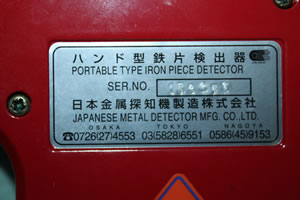 ハンド型鉄片検出器
PORTABLE TYPE IRON PIECE DETECTOR
SER.NO.
日本金属探知機製造株式会社
JAPANESE METAL DETECTOR MFG. CO.,LTD.
OSAKA TOKYO NAGOYA
☎0726(27)4553 03(5828)6551 0586(45)9153